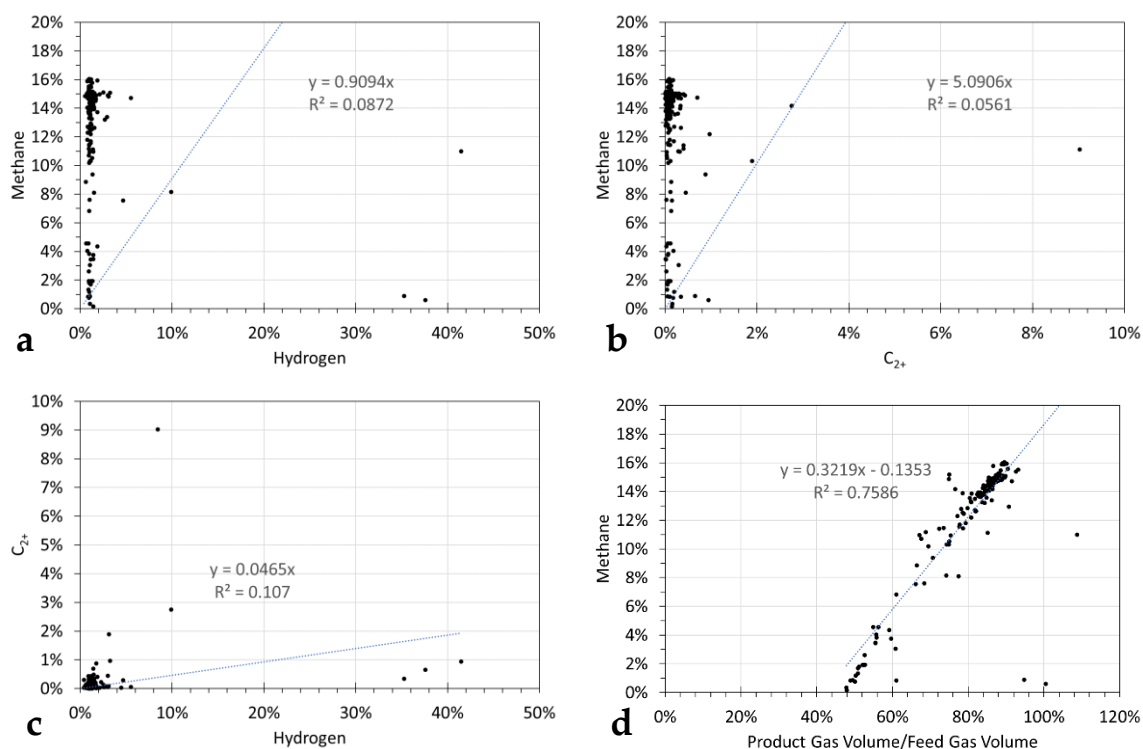 20%
18%
16%
14%
12%
10%
8%
6%
4%
2%
0%
Methane
y = 0.9094x
R² = 0.0872
0% 10% 20% 30% 40% 50%
Hydrogen
a
20%
18%
16%
14%
12%
10%
8%
6%
4%
2%
0%
Methane
y = 5.0906x
R² = 0.0561
0% 2% 4% 6% 8% 10%
C₂₊
b
10%
9%
8%
7%
6%
5%
4%
3%
2%
1%
0%
C₂₊
y = 0.0465x
R² = 0.107
0% 10% 20% 30% 40% 50%
Hydrogen
c
20%
18%
16%
14%
12%
10%
8%
6%
4%
2%
0%
Methane
y = 0.3219x - 0.1353
R² = 0.7586
0% 20% 40% 60% 80% 100% 120%
Product Gas Volume/Feed Gas Volume
d